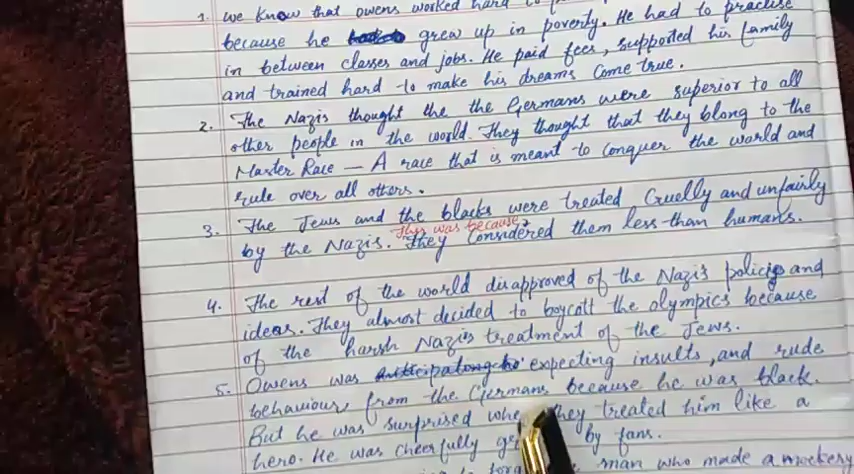 1. we know that owens worked hard to
because he grew up in poverty. He had to practise
in between classes and jobs. He paid fees, supported his family
and trained hard to make his dreams come true.
2. The Nazis thought the the Germans were superior to all
other people in the world. They thought that they blong to the
Master Race — A race that is meant to conquer the world and
rule over all others.
3. The Jews and the blacks were treated Cruelly and unfairly
This was because
by the Nazis. They Considered them less than humans.
4. The rest of the world disapproved of the Nazis policies and
ideas. They almost decided to boycott the olympics because
of the harsh Nazis treatment of the Jews.
5. Owens was expecting insults, and rude
behaviours from the Germans because he was black.
But he was surprised they treated him like a
hero. He was cheerfully by fans.
man who made a mockery